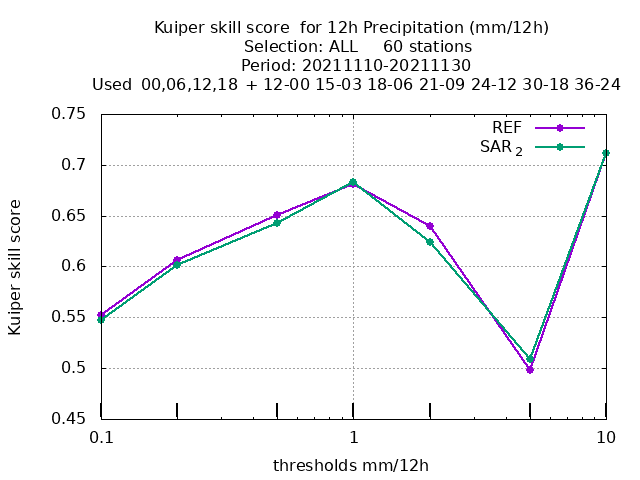 Kuiper skill score  for 12h Precipitation (mm/12h)
Selection: ALL     60 stations
Period: 20211110-20211130
Used  00,06,12,18  + 12-00 15-03 18-06 21-09 24-12 30-18 36-24
REF
SAR 2
0.75
0.7
0.65
0.6
0.55
0.5
0.45
Kuiper skill score
0.1
1
10
thresholds mm/12h